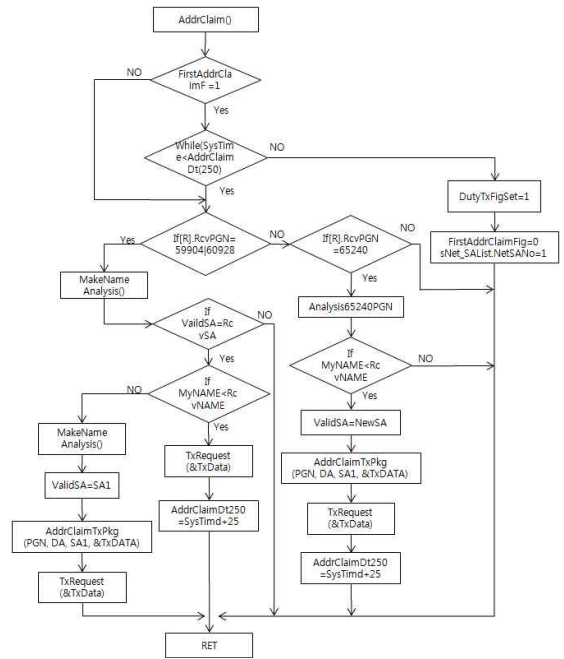 AddrClaim()
NO
FirstAddrCla
imF =1
Yes
While(SysTim
e<AddrClaim
Dt(250)
NO
Yes
DutyTxFigSet=1
Yes
If[R].RcvPGN=
59904|60928
NO
If[R].RcvPGN
=65240
NO
FirstAddrClaimFig=0
sNet_SAList.NetSANo=1
Yes
MakeName
Analysis()
Analysis65240PGN
If
VaildSA=Rc
vSA
NO
Yes
If
MyNAME<Rc
vNAME
NO
Yes
If
MyNAME<Rc
vNAME
NO
Yes
MakeName
Analysis()
ValidSA=NewSA
TxRequest
(&TxData)
ValidSA=SA1
AddrClaimTxPkg
(PGN, DA, SA1, &TxDATA)
AddrClaimDt250
=SysTimd+25
AddrClaimTxPkg
(PGN, DA, SA1, &TxDATA)
TxRequest
(&TxData)
TxRequest
(&TxData)
AddrClaimDt250
=SysTimd+25
RET